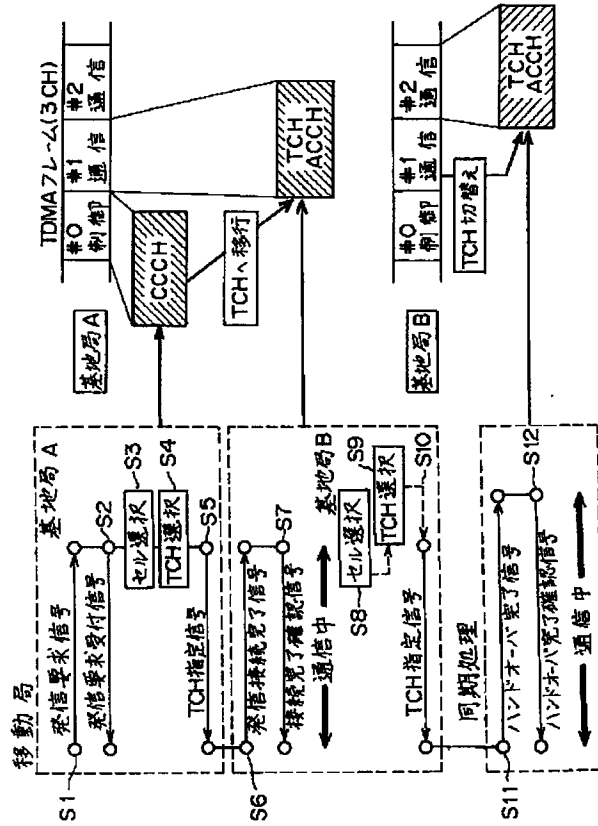 移動局
基地局A
S1
発信要求信号
発信要求受付信号
S2
セル選択
S3
TCH選択
S4
TCH指定信号
S5
S6
発信接続完了信号
接続完了確認信号
S7
通信中
基地局B
S8
セル選択
S9
TCH選択
TCH指定信号
S10
同期処理
S11
ハンドオーバ完了信号
ハンドオーバ完了確認信号
S12
通信中
TDMAフレーム(3CH)
基地局A
#0
制御
#1
通信
#2
通信
CCCH
TCHへ移行
TCH
ACCH
基地局B
#0
制御
#1
通信
#2
通信
TCH切替え
TCH
ACCH